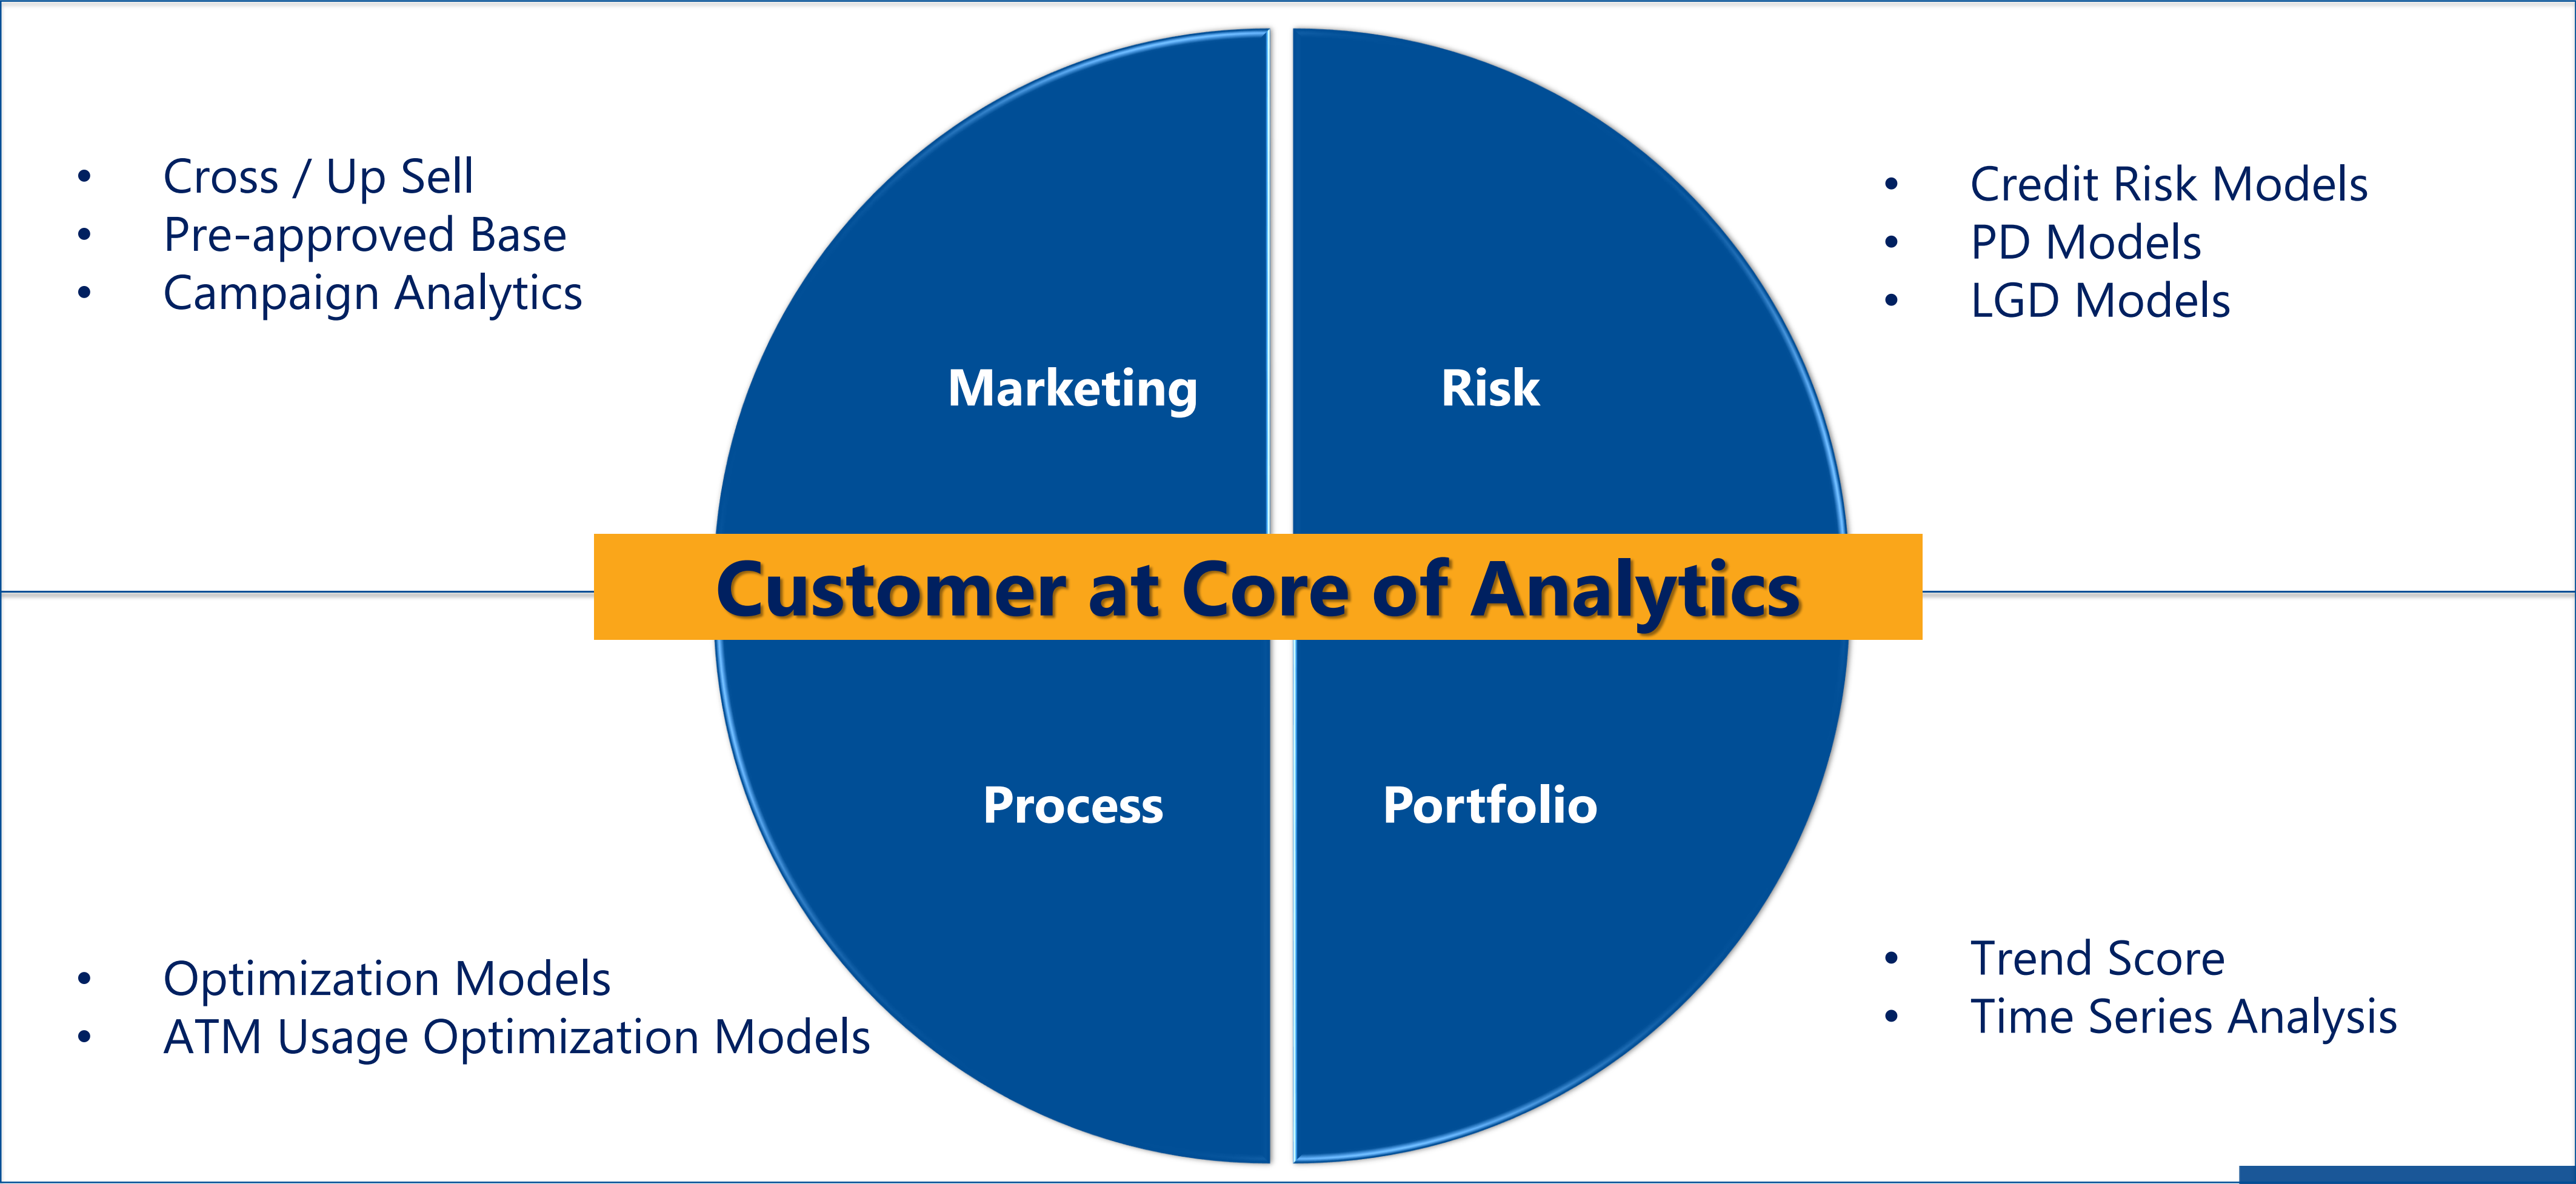 • Cross / Up Sell
• Pre-approved Base
• Campaign Analytics
• Credit Risk Models
• PD Models
• LGD Models
Marketing
Risk
Customer at Core of Analytics
Process
Portfolio
• Optimization Models
• ATM Usage Optimization Models
• Trend Score
• Time Series Analysis